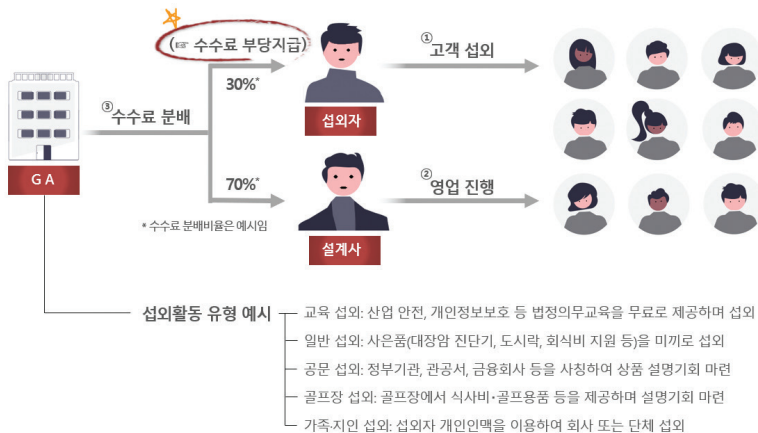 (☞ 수수료 부당지급)
30%*
① 고객 섭외
섭외자
③ 수수료 분배
GA
70%*
② 영업 진행
설계사
* 수수료 분배비율은 예시임
섭외활동 유형 예시
교육 섭외: 산업 안전, 개인정보보호 등 법정의무교육을 무료로 제공하며 섭외
일반 섭외: 사은품(대장암 진단기, 도시락, 회식비 지원 등)을 미끼로 섭외
공문 섭외: 정부기관, 관공서, 금융회사 등을 사칭하여 상품 설명기회 마련
골프장 섭외: 골프장에서 식사비·골프용품 등을 제공하며 설명기회 마련
가족·지인 섭외: 섭외자 개인인맥을 이용하여 회사 또는 단체 섭외